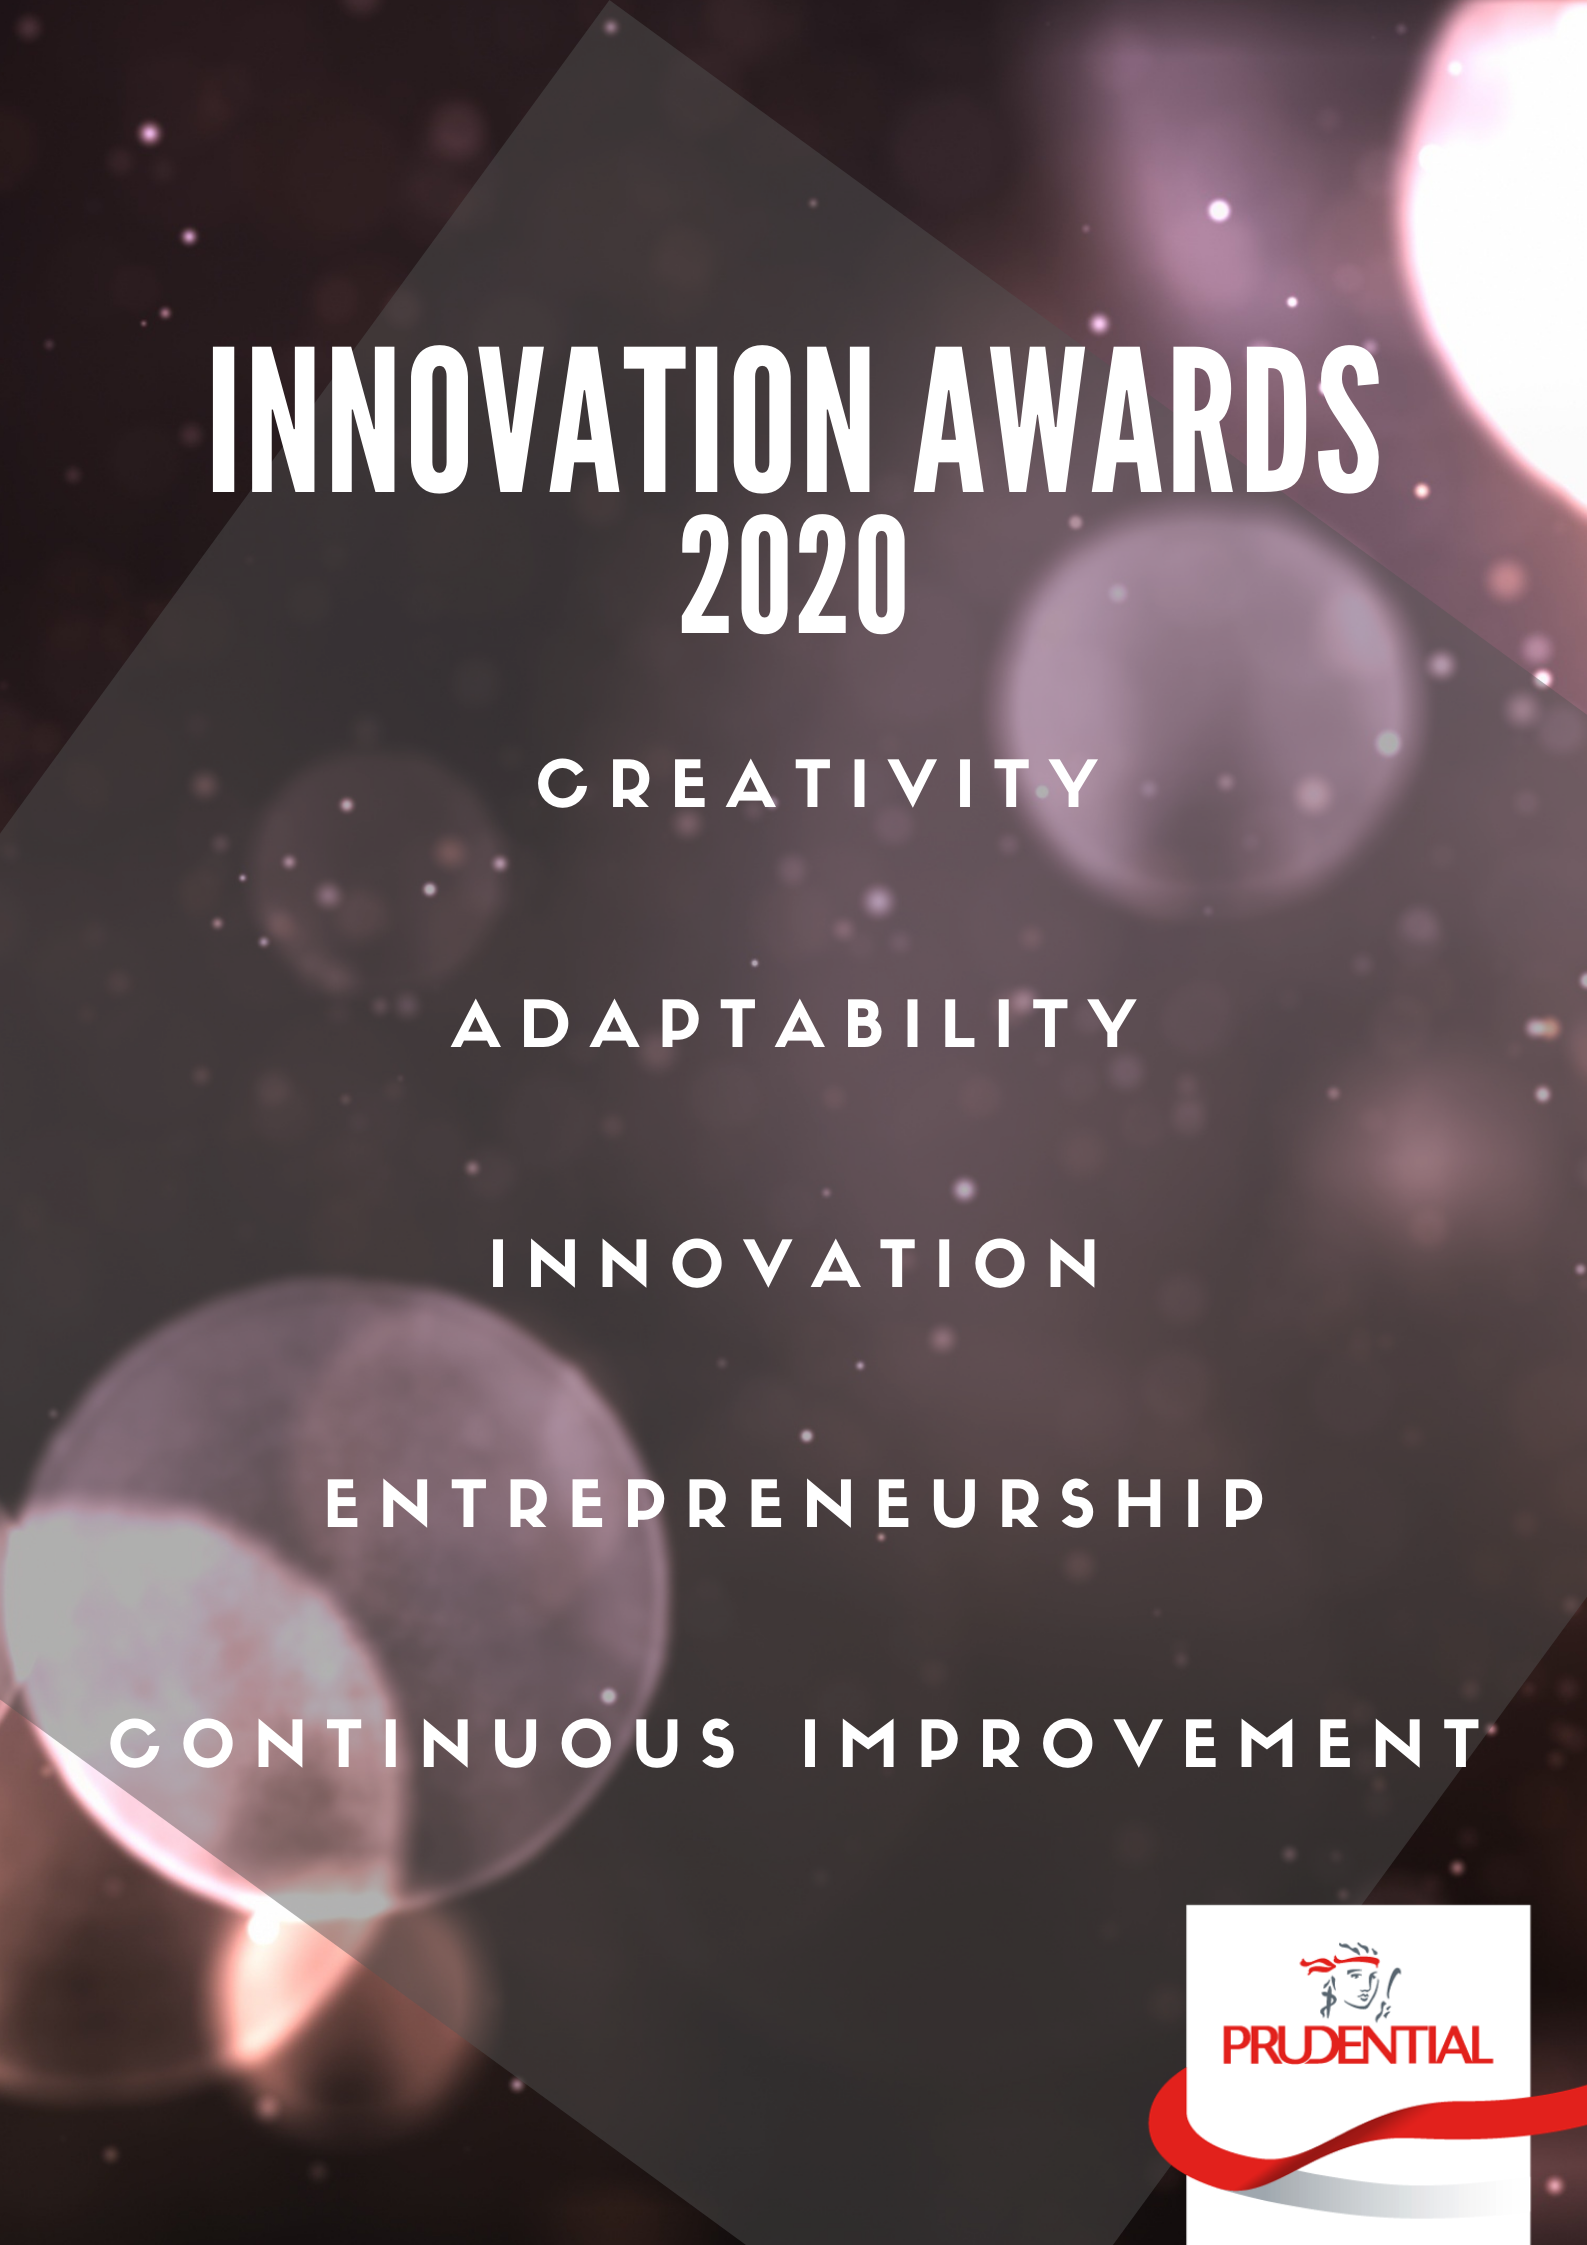 INNOVATION AWARDS
2020
CREATIVITY
ADAPTABILITY
INNOVATION
ENTREPRENEURSHIP
CONTINUOUS IMPROVEMENT
PRUDENTIAL